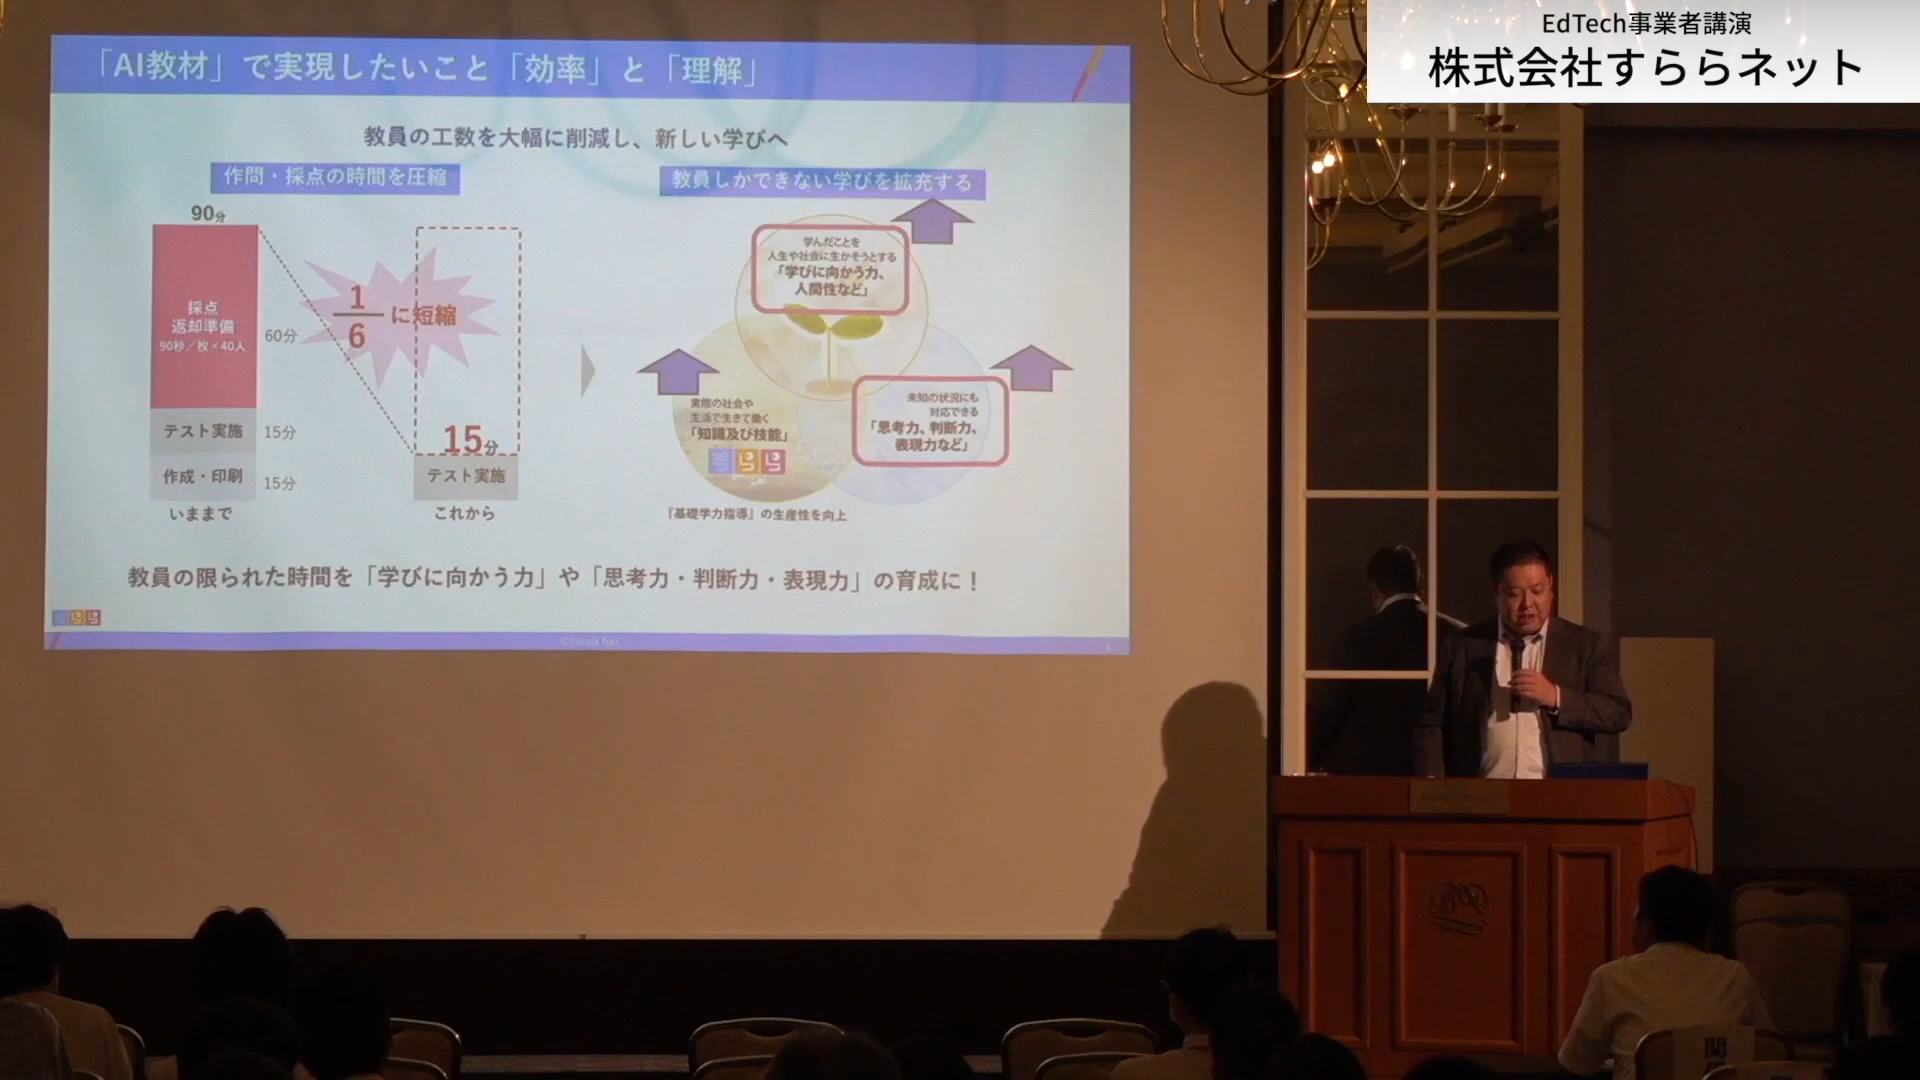 EdTech事業者講演
株式会社すららネット
「AI教材」で実現したいこと「効率」と「理解」
教員の工数を大幅に削減し、新しい学びへ
作問・採点の時間を圧縮
90分
採点
返却準備
90秒/枚×40人
60分
テスト実施
15分
作成・印刷
15分
いままで
1
6
に短縮
15分
テスト実施
これから
教員しかできない学びを拡充する
学んだことを
人生や社会に生かそうとする
「学びに向かう力、
人間性など」
実際の社会や
生活で生きて働く
「知識及び技能」
すらら
未知の状況にも
対応できる
「思考力、判断力、
表現力など」
『基礎学力指導』の生産性を向上
教員の限られた時間を「学びに向かう力」や「思考力・判断力・表現力」の育成に！
すらら
©SuRaLa Net
関